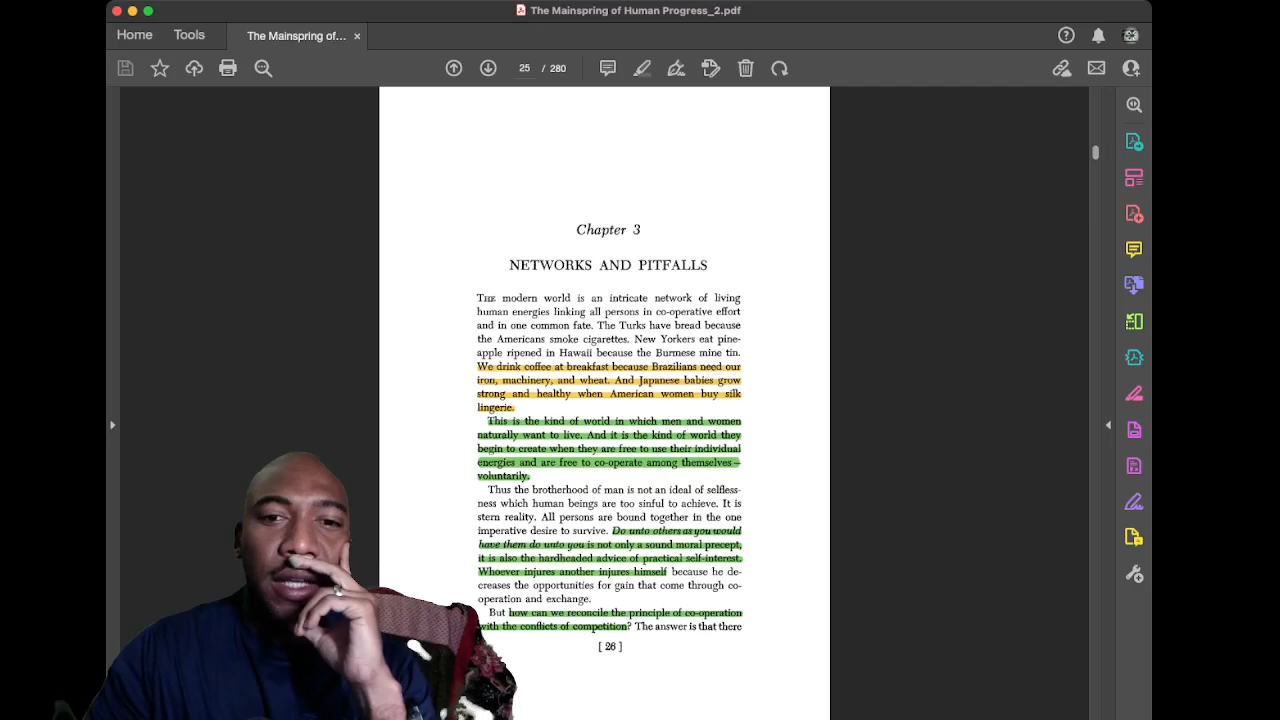 The Mainspring of Human Progress_2.pdf
Home
Tools
The Mainspring of... ×
25 / 280
Chapter 3
NETWORKS AND PITFALLS
THE modern world is an intricate network of living
human energies linking all persons in co-operative effort
and in one common fate. The Turks have bread because
the Americans smoke cigarettes. New Yorkers eat pine-
apple ripened in Hawaii because the Burmese mine tin.
We drink coffee at breakfast because Brazilians need our
iron, machinery, and wheat. And Japanese babies grow
strong and healthy when American women buy silk
lingerie.
This is the kind of world in which men and women
naturally want to live. And it is the kind of world they
begin to create when they are free to use their individual
energies and are free to co-operate among themselves—
voluntarily.
Thus the brotherhood of man is not an ideal of selfless-
ness which human beings are too sinful to achieve. It is
stern reality. All persons are bound together in the one
imperative desire to survive. Do unto others as you would
have them do unto you is not only a sound moral precept,
it is also the hardheaded advice of practical self-interest.
Whoever injures another injures himself because he de-
creases the opportunities for gain that come through co-
operation and exchange.
But how can we reconcile the principle of co-operation
with the conflicts of competition? The answer is that there
[ 26 ]